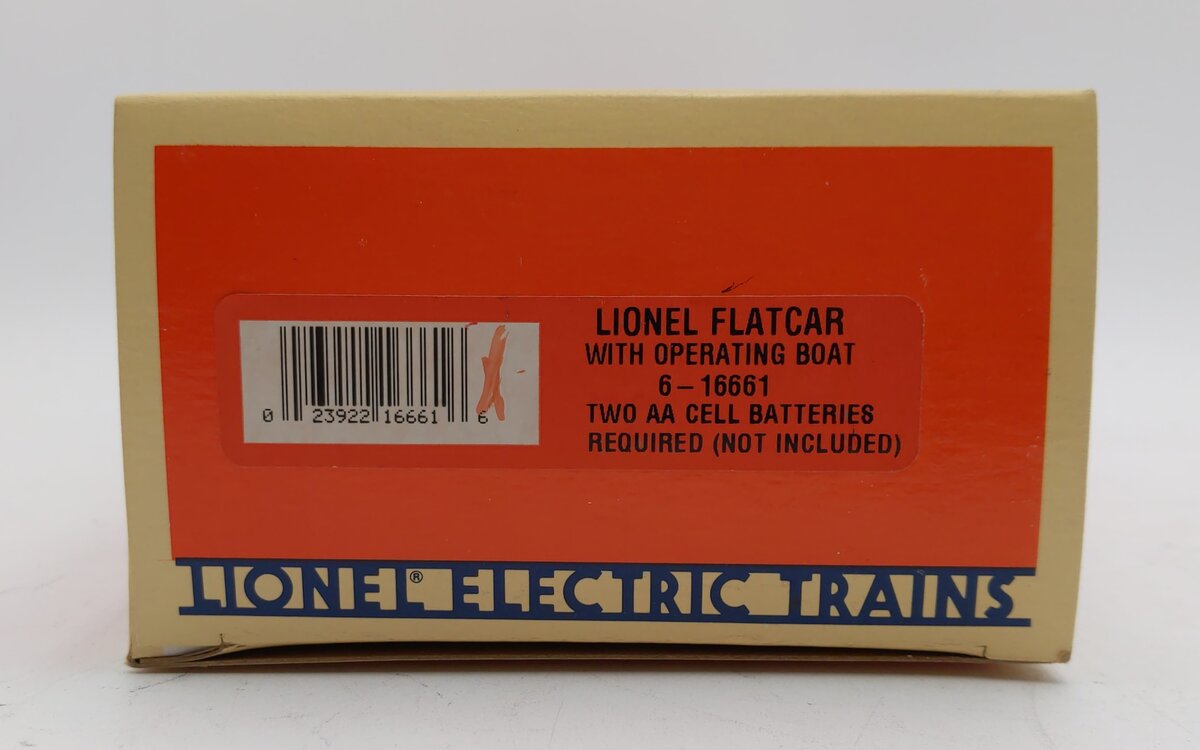 LIONEL FLATCAR
WITH OPERATING BOAT
6-16661
TWO AA CELL BATTERIES
REQUIRED (NOT INCLUDED)
0 23922 16661 6
LIONEL® ELECTRIC TRAINS